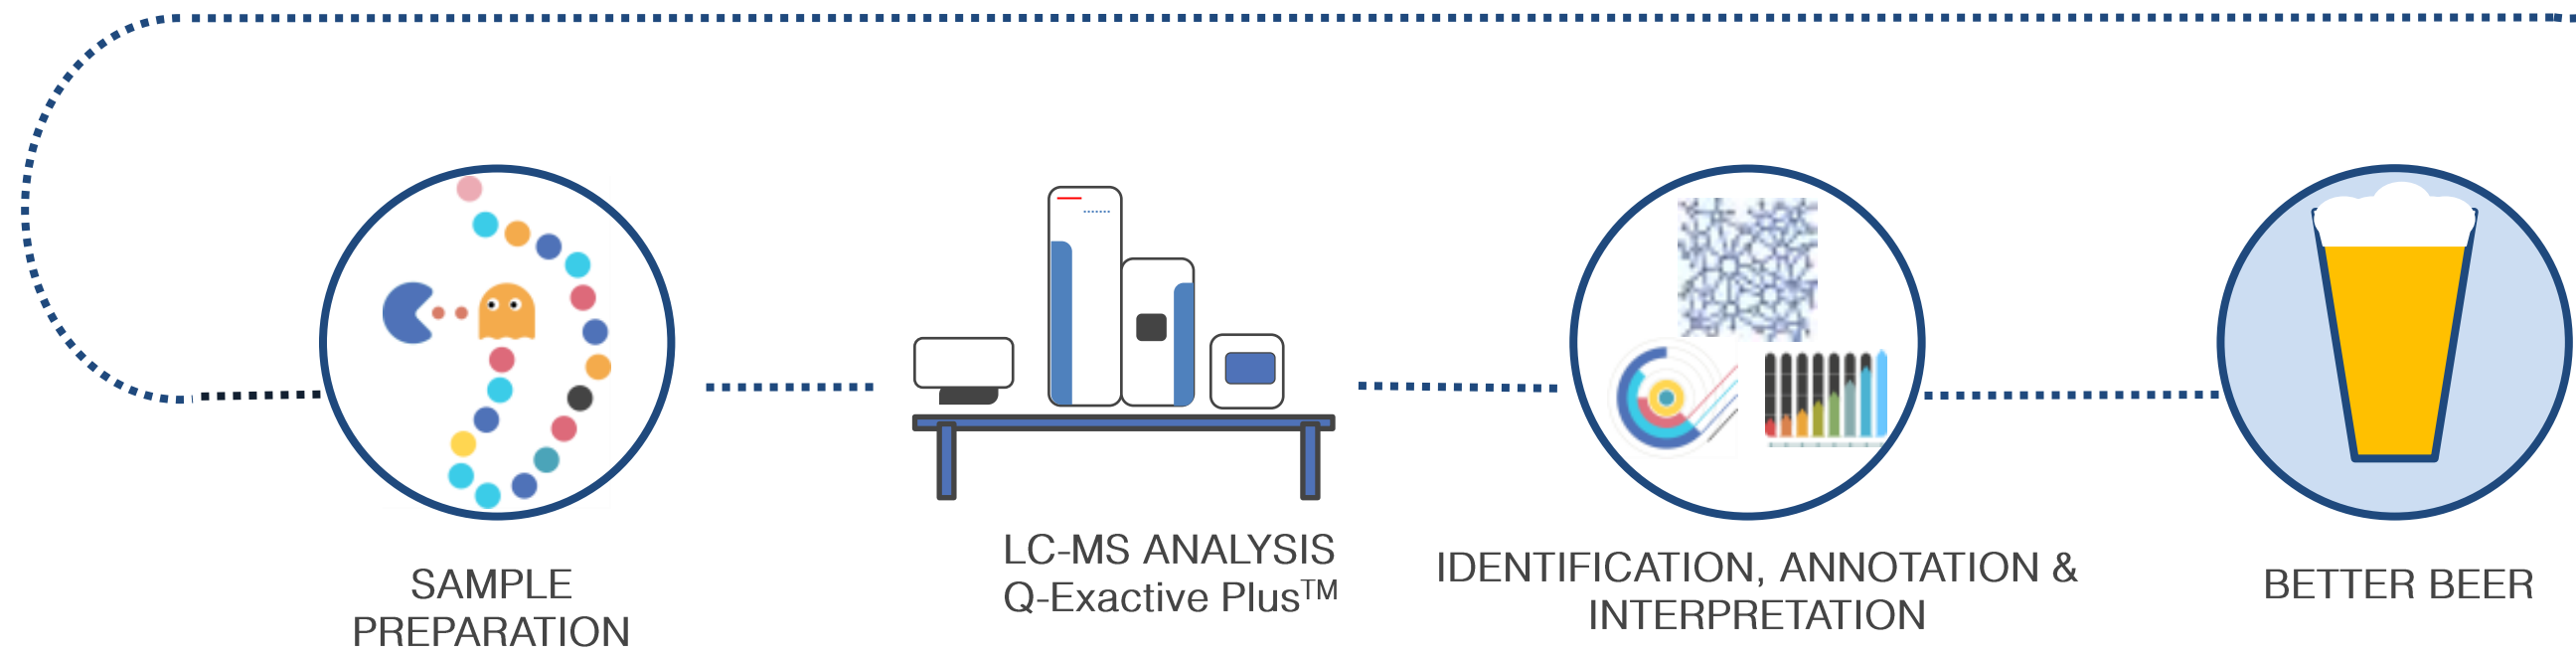 SAMPLE
PREPARATION
LC-MS ANALYSIS
Q-Exactive Plus™
IDENTIFICATION, ANNOTATION &
INTERPRETATION
BETTER BEER